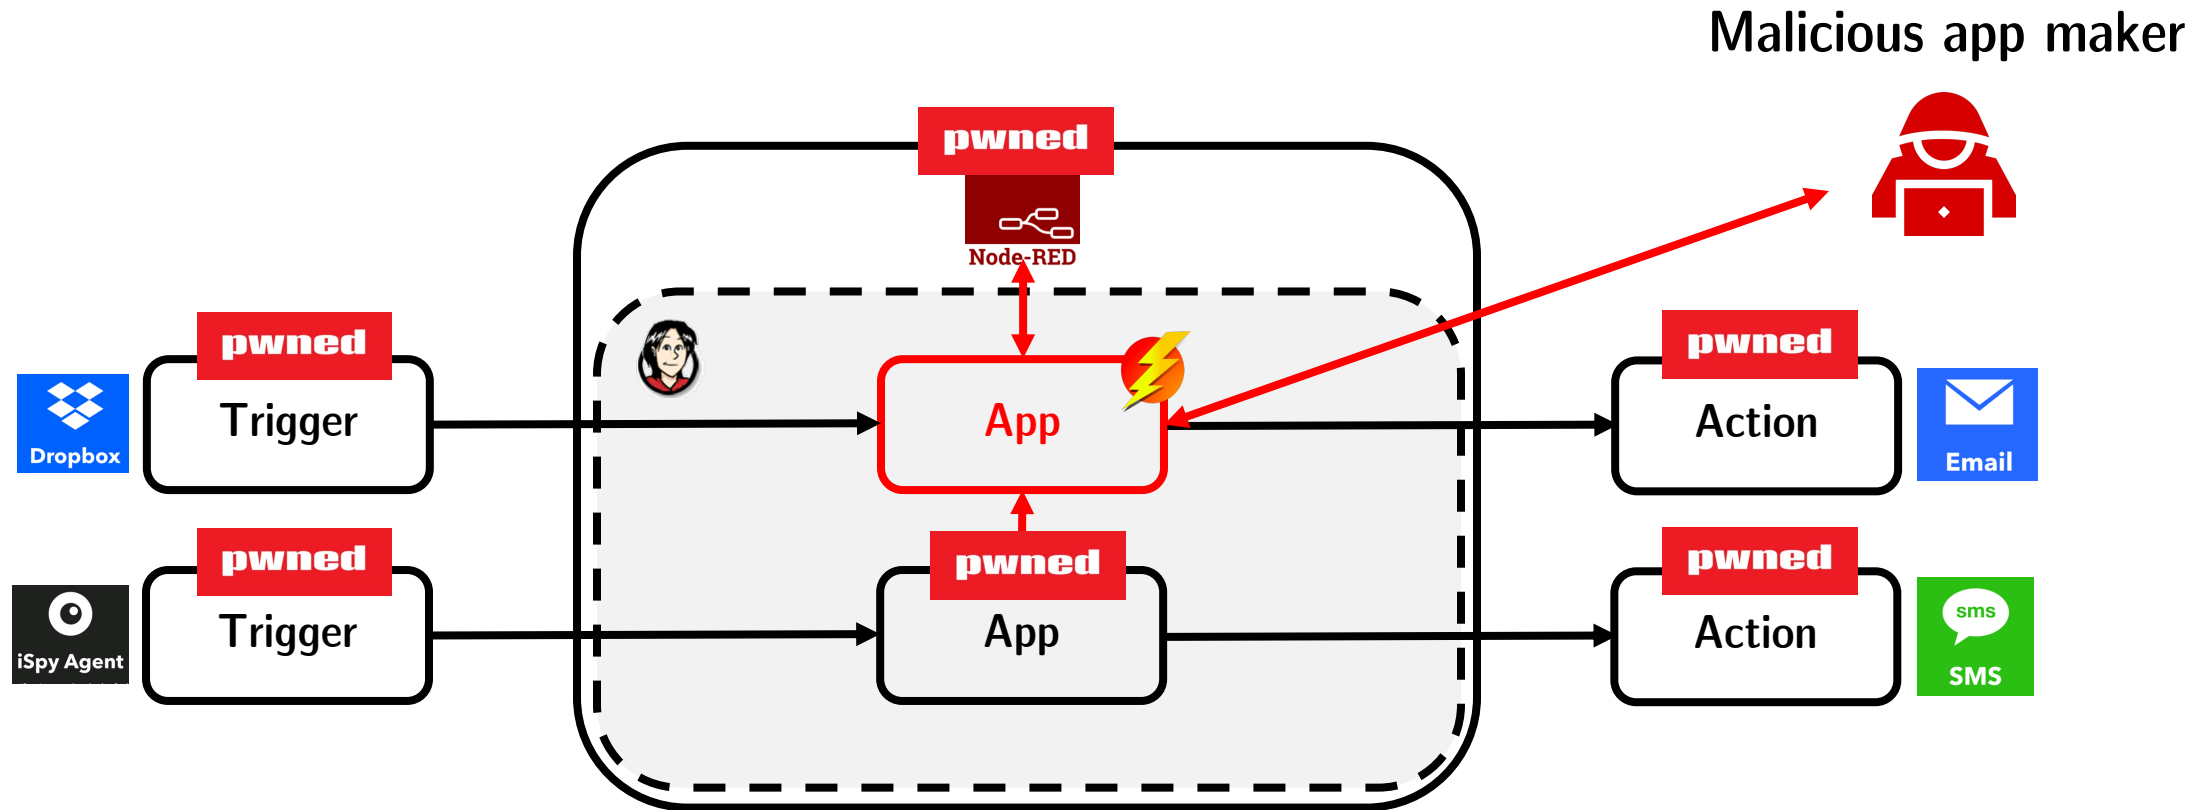 Malicious app maker
pwned
Node-RED
pwned
Trigger
Dropbox
App
pwned
Action
Email
pwned
Trigger
iSpy Agent
pwned
App
pwned
Action
sms
SMS